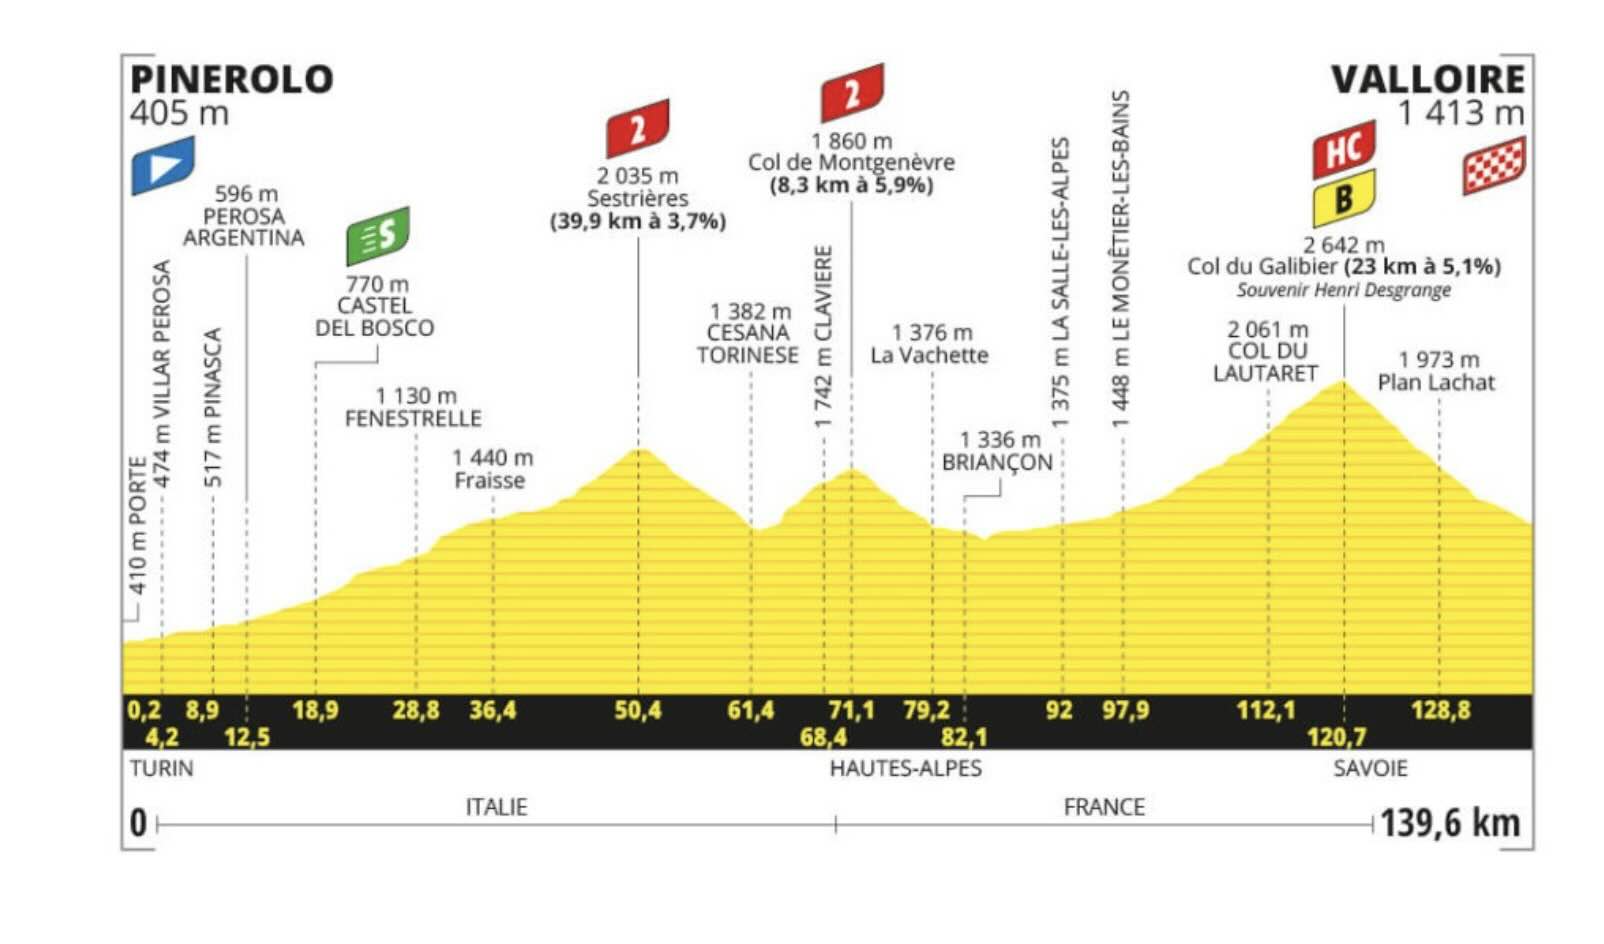 PINEROLO
405 m
VALLOIRE
1 413 m
410 m PORTE
474 m VILLAR PEROSA
517 m PINASCA
596 m
PEROSA
ARGENTINA
S
770 m
CASTEL
DEL BOSCO
1 130 m
FENESTRELLE
1 440 m
Fraisse
2
2 035 m
Sestrières
(39,9 km à 3,7%)
1 382 m
CESANA
TORINESE
1 742 m CLAVIERE
2
1 860 m
Col de Montgenèvre
(8,3 km à 5,9%)
1 376 m
La Vachette
1 336 m
BRIANÇON
1 375 m LA SALLE-LES-ALPES
1 448 m LE MONÊTIER-LES-BAINS
2 061 m
COL DU
LAUTARET
HC
B
2 642 m
Col du Galibier (23 km à 5,1%)
Souvenir Henri Desgrange
1 973 m
Plan Lachat
0,2 8,9 18,9 28,8 36,4 50,4 61,4 71,1 79,2 92 97,9 112,1 128,8
4,2 12,5 68,4 82,1 120,7
TURIN HAUTES-ALPES SAVOIE
ITALIE FRANCE
0 139,6 km